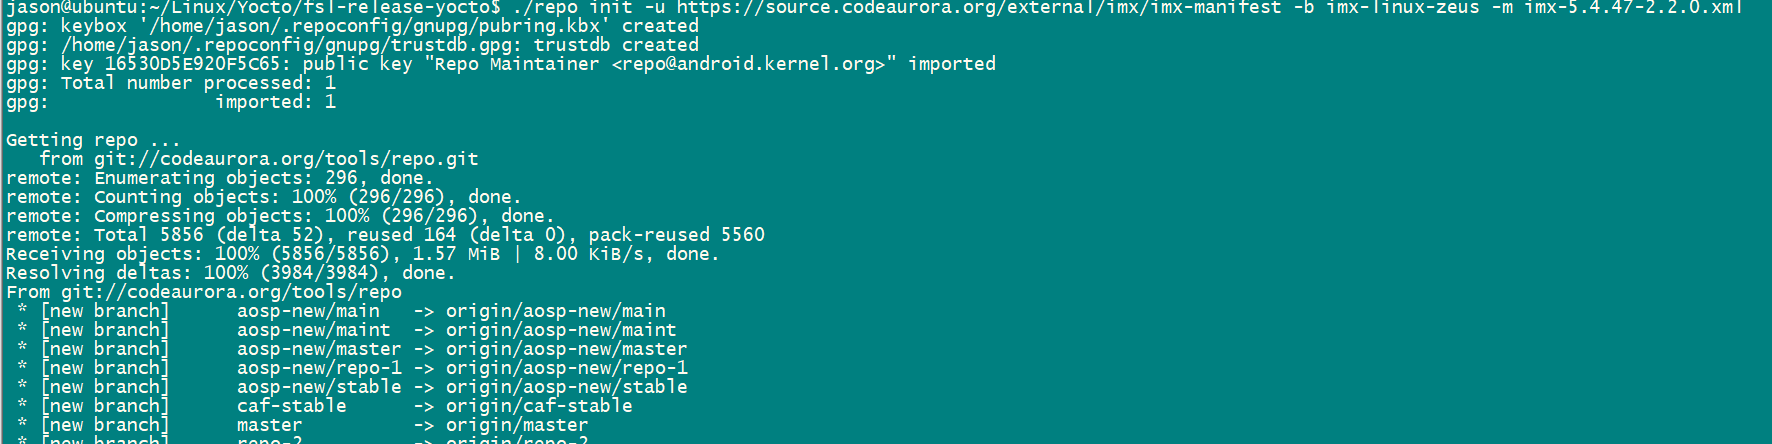 jason@ubuntu:~/Linux/Yocto/fsl-release-yocto$ ./repo init -u https://source.codeaurora.org/external/imx/imx-manifest -b imx-linux-zeus -m imx-5.4.47-2.2.0.xml
gpg: keybox '/home/jason/.repoconfig/gnupg/pubring.kbx' created
gpg: /home/jason/.repoconfig/gnupg/trustdb.gpg: trustdb created
gpg: key 16530D5E920F5C65: public key "Repo Maintainer <repo@android.kernel.org>" imported
gpg: Total number processed: 1
gpg:               imported: 1
Getting repo ...
   from git://codeaurora.org/tools/repo.git
remote: Enumerating objects: 296, done.
remote: Counting objects: 100% (296/296), done.
remote: Compressing objects: 100% (296/296), done.
remote: Total 5856 (delta 52), reused 164 (delta 0), pack-reused 5560
Receiving objects: 100% (5856/5856), 1.57 MiB | 8.00 KiB/s, done.
Resolving deltas: 100% (3984/3984), done.
From git://codeaurora.org/tools/repo
 * [new branch]      aosp-new/main   -> origin/aosp-new/main
 * [new branch]      aosp-new/maint  -> origin/aosp-new/maint
 * [new branch]      aosp-new/master -> origin/aosp-new/master
 * [new branch]      aosp-new/repo-1 -> origin/aosp-new/repo-1
 * [new branch]      aosp-new/stable -> origin/aosp-new/stable
 * [new branch]      caf-stable      -> origin/caf-stable
 * [new branch]      master          -> origin/master
 * [new branch]      repo-2          -> origin/repo-2